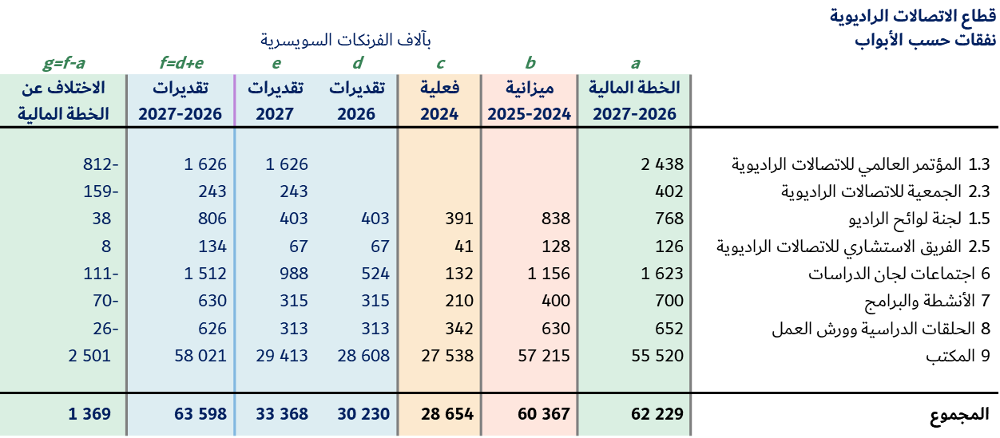 قطاع الاتصالات الراديوية
نفقات حسب الأبواب
بآلاف الفرنكات السويسرية
a b c d e f=d+e g=f-a
الخطة المالية ميزانية فعلية تقديرات تقديرات تقديرات الاختلاف عن
2027-2026 2025-2024 2024 2026 2027 2027-2026 الخطة المالية
1.3 المؤتمر العالمي للاتصالات الراديوية 2 438 1 626 1 626 812-
2.3 الجمعية للاتصالات الراديوية 402 243 243 159-
1.5 لجنة لوائح الراديو 768 838 391 403 403 806 38
2.5 الفريق الاستشاري للاتصالات الراديوية 126 128 41 67 67 134 8
6 اجتماعات لجان الدراسات 1 623 1 156 132 524 988 1 512 111-
7 الأنشطة والبرامج 700 400 210 315 315 630 70-
8 الحلقات الدراسية وورش العمل 652 630 342 313 313 626 26-
9 المكتب 55 520 57 215 27 538 28 608 29 413 58 021 2 501
المجموع 62 229 60 367 28 654 30 230 33 368 63 598 1 369